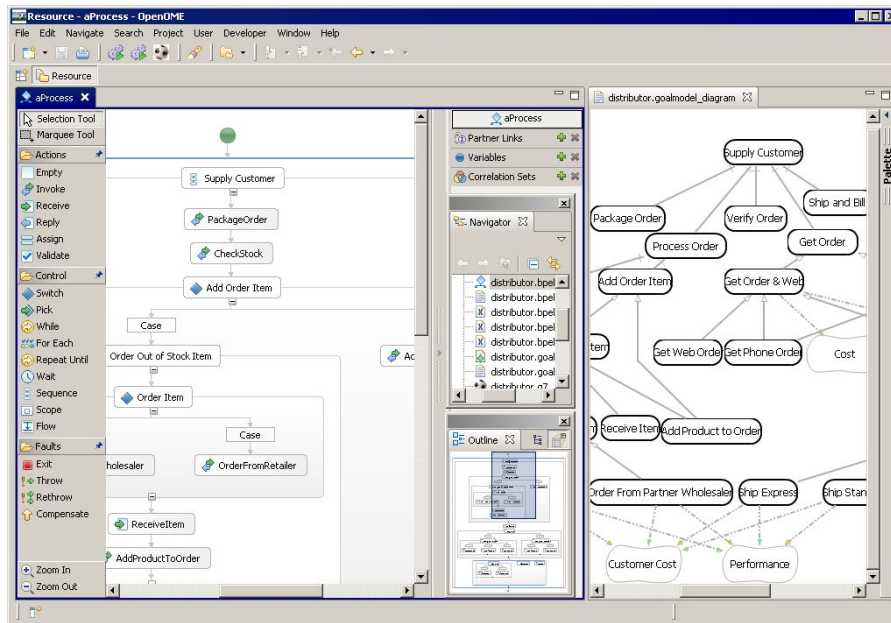 Resource - aProcess - OpenOME
File Edit Navigate Search Project User Developer Window Help
Resource
aProcess
Selection Tool
Marquee Tool
Actions
Empty
Invoke
Receive
Reply
Assign
Validate
Control
Switch
Pick
While
For Each
Repeat Until
Wait
Sequence
Scope
Flow
Faults
Exit
Throw
Rethrow
Compensate
Zoom In
Zoom Out
Supply Customer
PackageOrder
CheckStock
Add Order Item
Case
Order Out of Stock Item
Order Item
Case
holesaler
OrderFromRetailer
ReceiveItem
AddProductToOrder
aProcess
Partner Links
Variables
Correlation Sets
Navigator
distributor.bpel
distributor.bpel
distributor.bpel
distributor.bpel
distributor.goal
distributor.goal
distributor.q7
Outline
distributor.goalmodel_diagram
Palette
Supply Customer
Ship and Bill
Package Order
Verify Order
Process Order
Get Order
Add Order Item
Get Order & Web
Get Web Order
Get Phone Order
Cost
Receive Item
Add Product to Order
Order From Partner Wholesaler
Ship Express
Ship Stan
Customer Cost
Performance